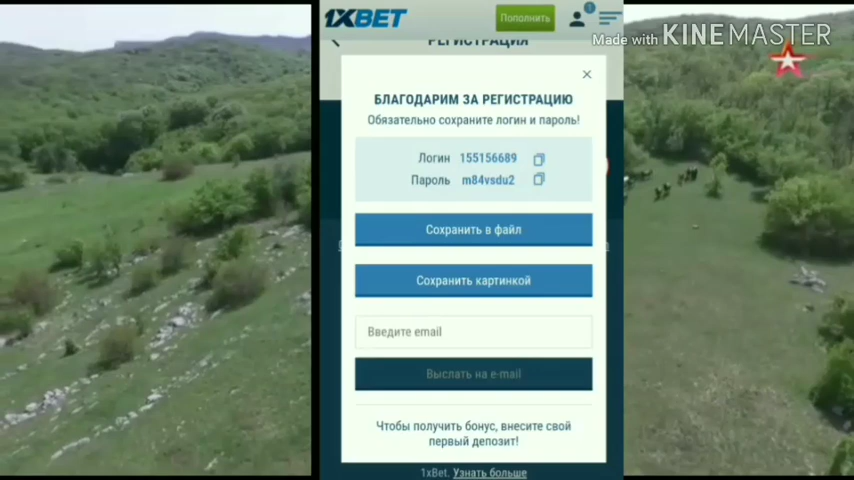 1XBET
Пополнить
1
Made with KINEMASTER
РЕГИСТРАЦИЯ
БЛАГОДАРИМ ЗА РЕГИСТРАЦИЮ
Обязательно сохраните логин и пароль!
Логин 155156689
Пароль m84vsdu2
Сохранить в файл
Сохранить картинкой
Введите email
Выслать на e-mail
Чтобы получить бонус, внесите свой
первый депозит!
1xBet. Узнать больше